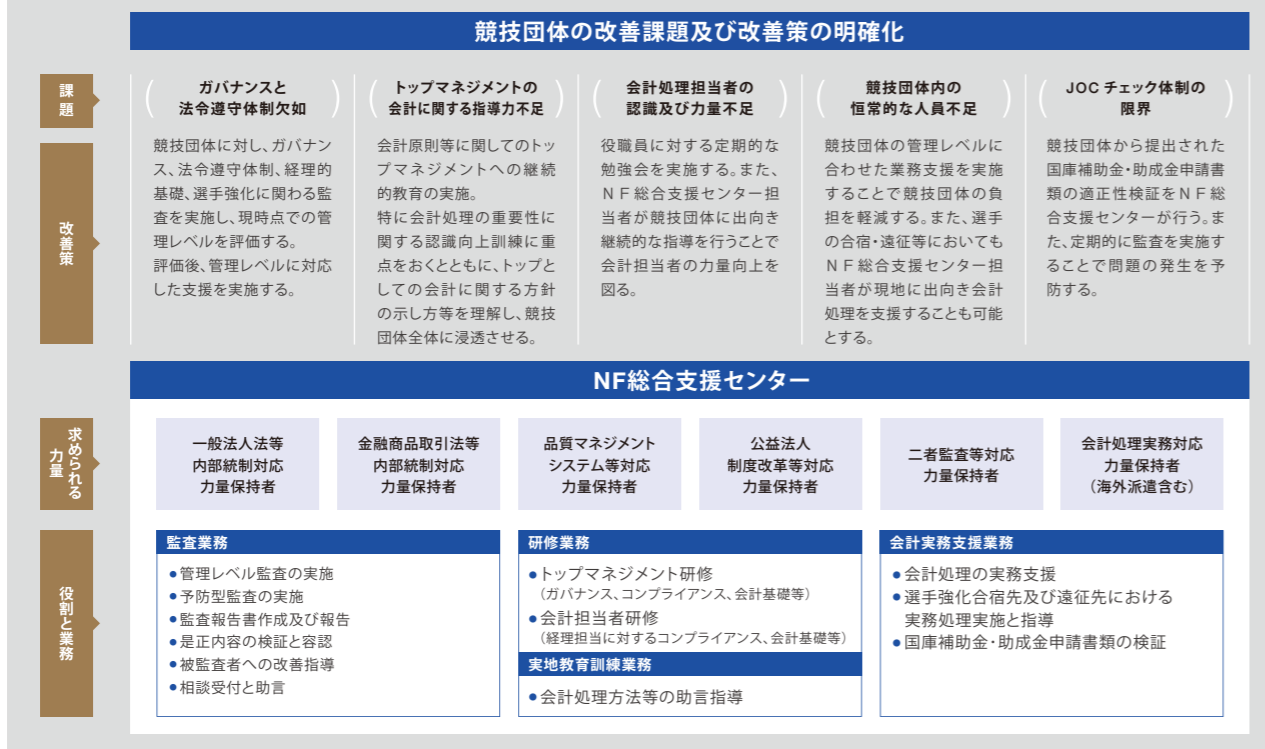 競技団体の改善課題及び改善策の明確化
課題
ガバナンスと
法令遵守体制欠如
トップマネジメントの
会計に関する指導力不足
会計処理担当者の
認識及び力量不足
競技団体内の
恒常的な人員不足
JOC チェック体制の
限界
改善策
競技団体に対し、ガバナン
ス、法令遵守体制、経理的
基礎、選手強化に関わる監
査を実施し、現時点での管
理レベルを評価する。
評価後、管理レベルに対応
した支援を実施する。
会計原則等に関してのトッ
プマネジメントへの継続
的教育の実施。
特に会計処理の重要性に
関する認識向上訓練に重
点をおくとともに、トップと
しての会計に関する方針
の示し方等を理解し、競技
団体全体に浸透させる。
役職員に対する定期的な
勉強会を実施する。また、
NF総合支援センター担
当者が競技団体に出向き
継続的な指導を行うことで
会計担当者の力量向上を
図る。
競技団体の管理レベルに
合わせた業務支援を実施
することで競技団体の負
担を軽減する。また、選手
の合宿・遠征等においても
NF総合支援センター担
当者が現地に出向き会計
処理を支援することも可能
とする。
競技団体から提出された
国庫補助金・助成金申請書
類の適正性検証をNF総
合支援センターが行う。ま
た、定期的に監査を実施す
ることで問題の発生を予
防する。
NF総合支援センター
求められる
力量
一般法人法等
内部統制対応
力量保持者
金融商品取引法等
内部統制対応
力量保持者
品質マネジメント
システム等対応
力量保持者
公益法人
制度改革等対応
力量保持者
二者監査等対応
力量保持者
会計処理実務対応
力量保持者
（海外派遣含む）
役割と業務
監査業務
●管理レベル監査の実施
●予防型監査の実施
●監査報告書作成及び報告
●是正内容の検証と容認
●被監査者への改善指導
●相談受付と助言
研修業務
●トップマネジメント研修
（ガバナンス、コンプライアンス、会計基礎等）
●会計担当者研修
（経理担当に対するコンプライアンス、会計基礎等）
実地教育訓練業務
●会計処理方法等の助言指導
会計実務支援業務
●会計処理の実務支援
●選手強化合宿先及び遠征先における
実務処理実施と指導
●国庫補助金・助成金申請書類の検証